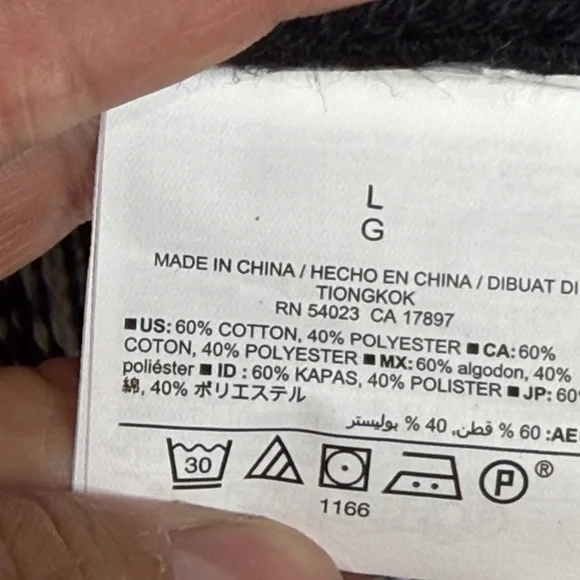 L
G
MADE IN CHINA / HECHO EN CHINA / DIBUAT DI
TIONGKOK
RN 54023 CA 17897
■US: 60% COTTON, 40% POLYESTER ■CA: 60%
COTON, 40% POLYESTER ■MX: 60% algodon, 40%
poliéster ■ID : 60% KAPAS, 40% POLISTER ■JP: 60%
綿, 40% ポリエステル
AE: 60 % قطن, 40 % بوليستر
30
P ®
1166